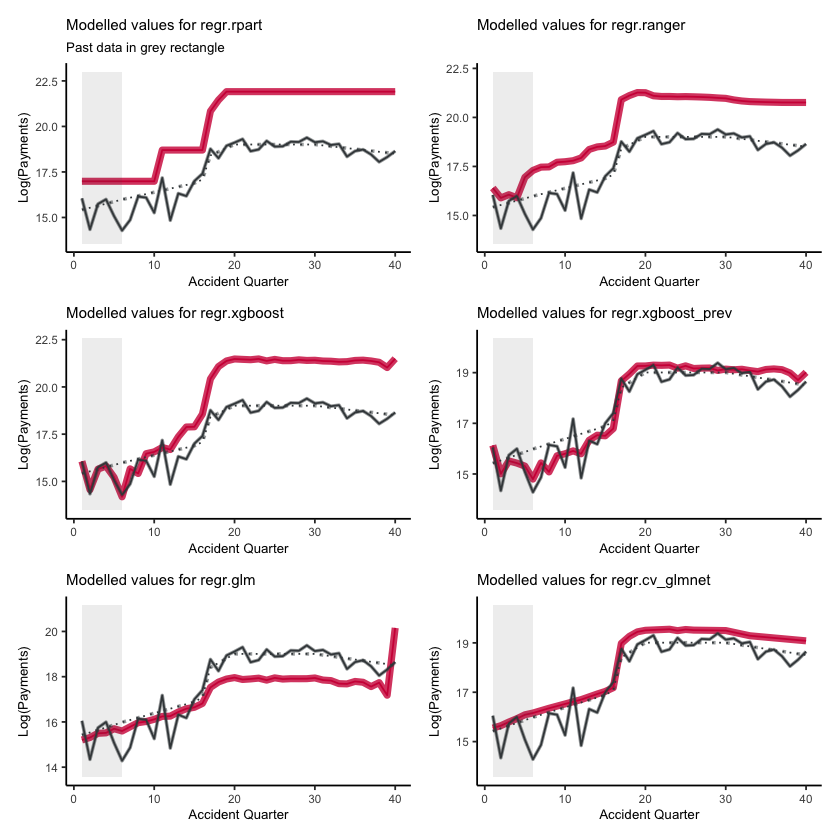 Modelled values for regr.rpart
Past data in grey rectangle
22.5
20.0
17.5
15.0
Log(Payments)
0 10 20 30 40
Accident Quarter
Modelled values for regr.ranger
22.5
20.0
17.5
15.0
Log(Payments)
0 10 20 30 40
Accident Quarter
Modelled values for regr.xgboost
22.5
20.0
17.5
15.0
Log(Payments)
0 10 20 30 40
Accident Quarter
Modelled values for regr.xgboost_prev
19
17
15
Log(Payments)
0 10 20 30 40
Accident Quarter
Modelled values for regr.glm
20
18
16
14
Log(Payments)
0 10 20 30 40
Accident Quarter
Modelled values for regr.cv_glmnet
19
17
15
Log(Payments)
0 10 20 30 40
Accident Quarter